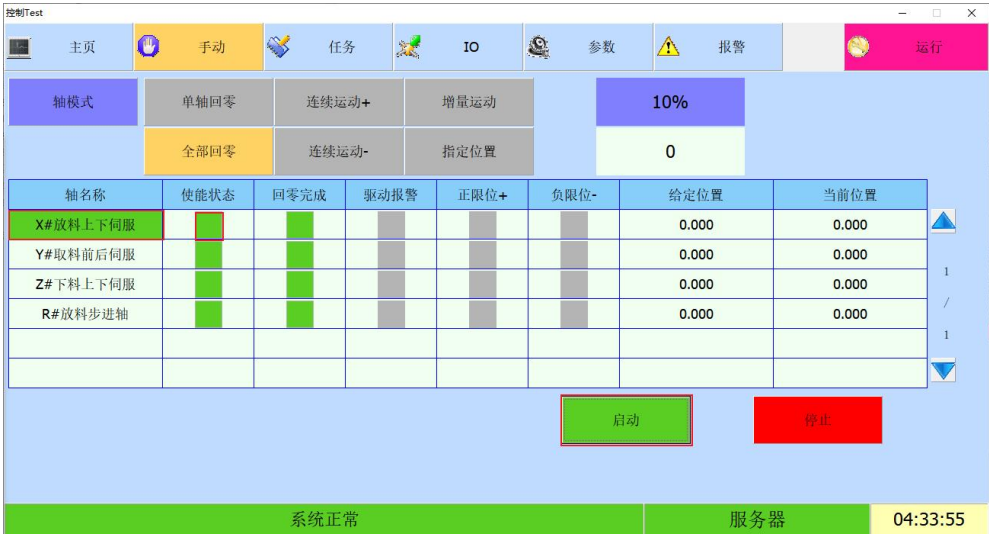 控制Test
主页 手动 任务 IO 参数 报警 运行
轴模式 单轴回零 连续运动+ 增量运动 10%
全部回零 连续运动- 指定位置 0
轴名称 使能状态 回零完成 驱动报警 正限位+ 负限位- 给定位置 当前位置
X#放料上下伺服 0.000 0.000
Y#取料前后伺服 0.000 0.000
Z#下料上下伺服 0.000 0.000
R#放料步进轴 0.000 0.000
1
/
1
启动 停止
系统正常 服务器 04:33:55